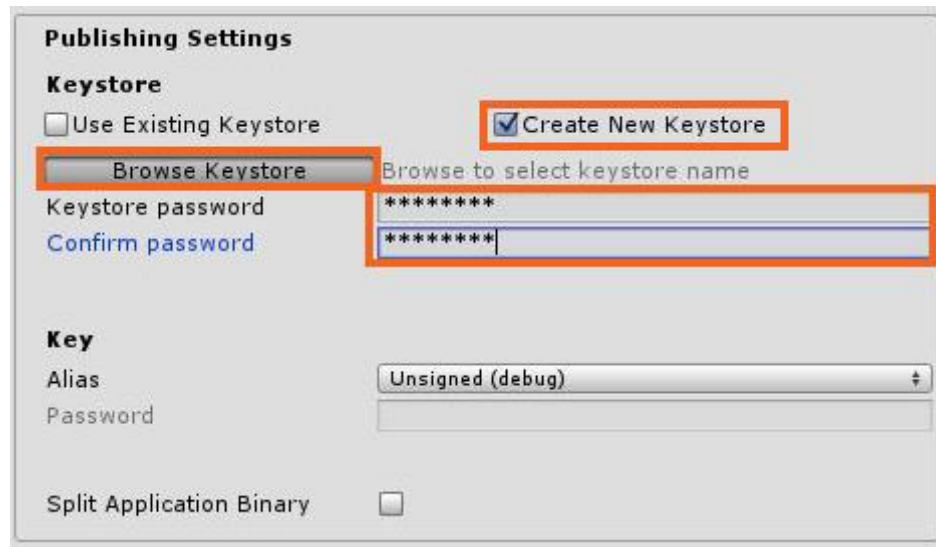 Publishing Settings
Keystore
Use Existing Keystore Create New Keystore
Browse Keystore Browse to select keystore name
Keystore password ********
Confirm password ********
Key
Alias Unsigned (debug)
Password
Split Application Binary